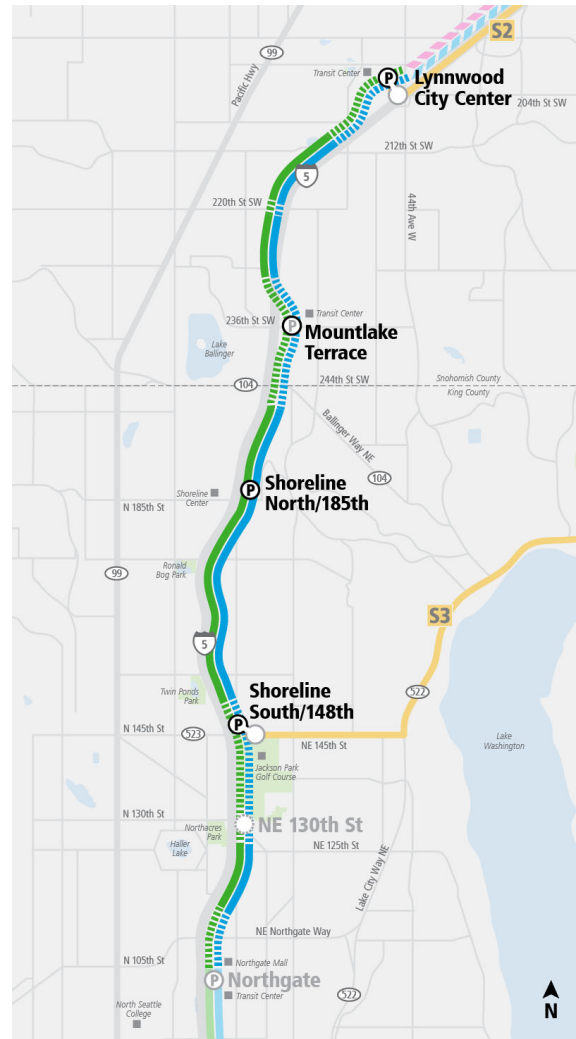 S2
99
Transit Center
P
Lynnwood
City Center
Pacific Hwy
204th St SW
212th St SW
5
220th St SW
44th Ave W
Transit Center
236th St SW
P
Mountlake
Terrace
Lake
Ballinger
104
244th St SW
Snohomish County
King County
Ballinger Way NE
104
Shoreline
Center
P
Shoreline
North/185th
N 185th St
Ronald
Bog Park
99
S3
5
Twin Ponds
Park
Shoreline
South/148th
P
522
N 145th St
523
NE 145th St
Lake
Washington
Jackson Park
Golf Course
N 130th St
Northacres
Park
NE 130th St
Haller
Lake
NE 125th St
Lake City Way NE
NE Northgate Way
N 105th St
Northgate Mall
P
Northgate
Transit Center
522
North Seattle
College
N